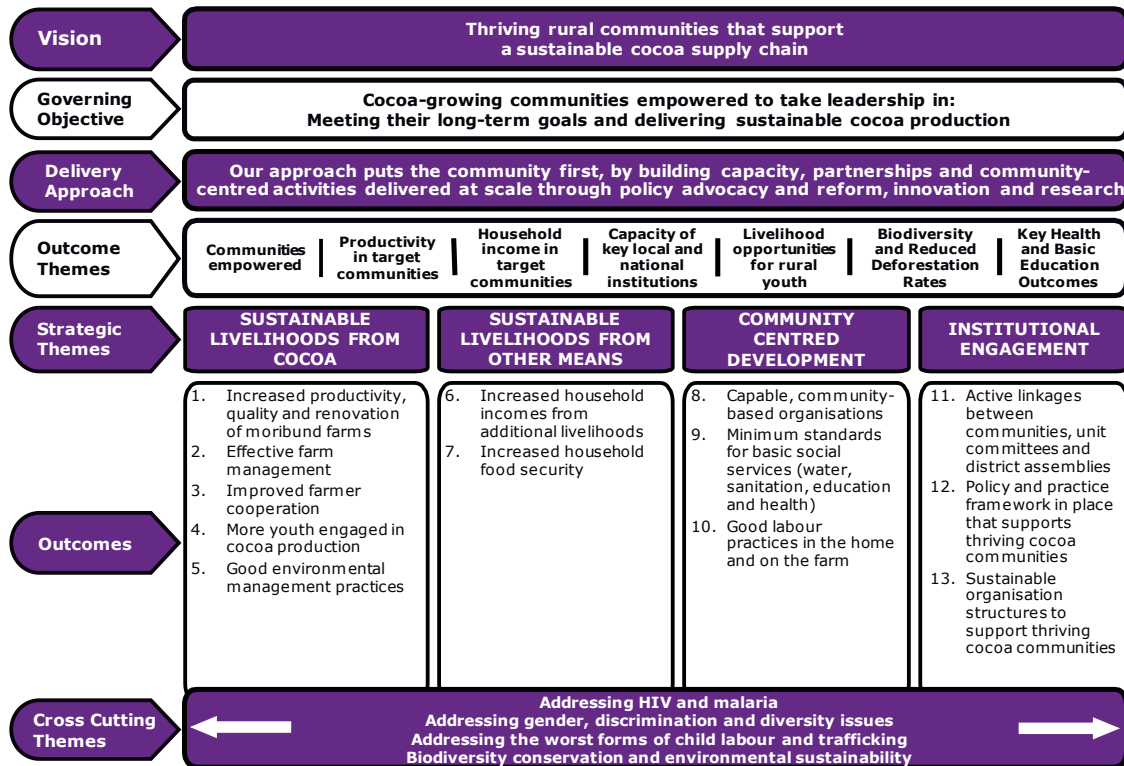 Vision
Thriving rural communities that support
a sustainable cocoa supply chain
Governing
Objective
Cocoa-growing communities empowered to take leadership in:
Meeting their long-term goals and delivering sustainable cocoa production
Delivery
Approach
Our approach puts the community first, by building capacity, partnerships and community-
centred activities delivered at scale through policy advocacy and reform, innovation and research
Outcome
Themes
Communities
empowered
Productivity
in target
communities
Household
income in
target
communities
Capacity of
key local and
national
institutions
Livelihood
opportunities
for rural
youth
Biodiversity
and Reduced
Deforestation
Rates
Key Health
and Basic
Education
Outcomes
Strategic
Themes
SUSTAINABLE
LIVELIHOODS FROM
COCOA
SUSTAINABLE
LIVELIHOODS FROM
OTHER MEANS
COMMUNITY
CENTRED
DEVELOPMENT
INSTITUTIONAL
ENGAGEMENT
Outcomes
1. Increased productivity,
quality and renovation
of moribund farms
2. Effective farm
management
3. Improved farmer
cooperation
4. More youth engaged in
cocoa production
5. Good environmental
management practices
6. Increased household
incomes from
additional livelihoods
7. Increased household
food security
8. Capable, community-
based organisations
9. Minimum standards
for basic social
services (water,
sanitation, education
and health)
10. Good labour
practices in the home
and on the farm
11. Active linkages
between
communities, unit
committees and
district assemblies
12. Policy and practice
framework in place
that supports
thriving cocoa
communities
13. Sustainable
organisation
structures to
support thriving
cocoa communities
Cross Cutting
Themes
Addressing HIV and malaria
Addressing gender, discrimination and diversity issues
Addressing the worst forms of child labour and trafficking
Biodiversity conservation and environmental sustainability